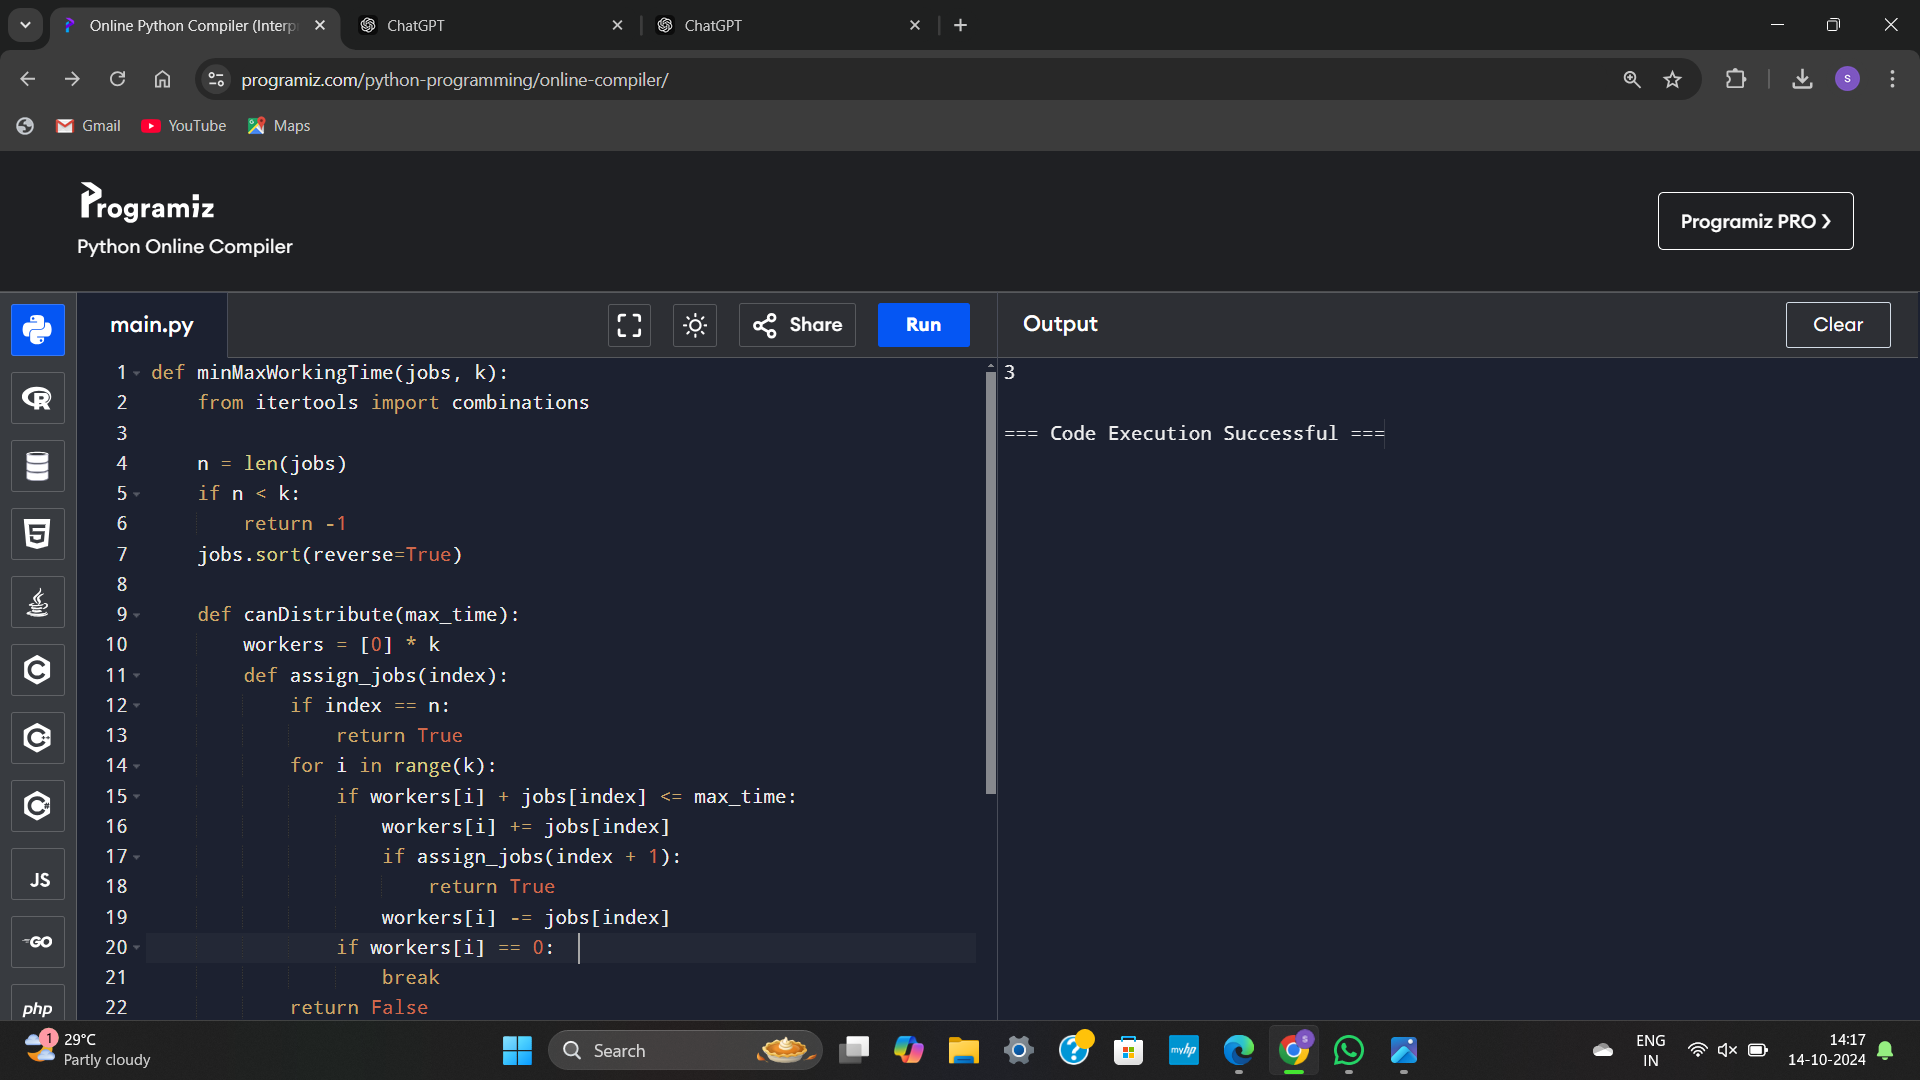 Online Python Compiler (Interp
ChatGPT
ChatGPT
programiz.com/python-programming/online-compiler/
S
Gmail
YouTube
Maps
Programiz
Python Online Compiler
Programiz PRO ❯
main.py
Share
Run
Output
Clear
1 def minMaxWorkingTime(jobs, k):
2     from itertools import combinations
3
4     n = len(jobs)
5     if n < k:
6         return -1
7     jobs.sort(reverse=True)
8
9     def canDistribute(max_time):
10         workers = [0] * k
11         def assign_jobs(index):
12             if index == n:
13                 return True
14             for i in range(k):
15                 if workers[i] + jobs[index] <= max_time:
16                     workers[i] += jobs[index]
17                     if assign_jobs(index + 1):
18                         return True
19                     workers[i] -= jobs[index]
20                 if workers[i] == 0:
21                     break
22             return False
3
=== Code Execution Successful ===
R
5
C
C++
C#
JS
GO
php
1
29°C
Partly cloudy
Search
myhp
S
ENG
IN
14:17
14-10-2024